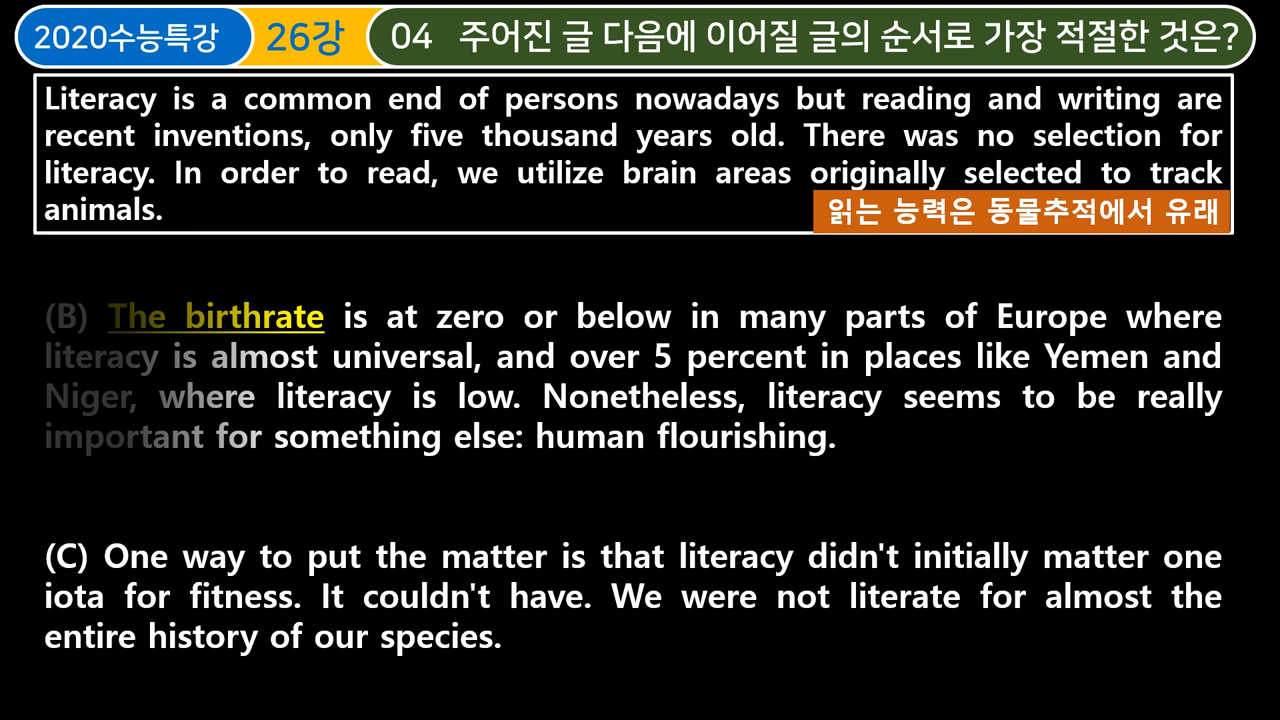 2020수능특강 26강 04 주어진 글 다음에 이어질 글의 순서로 가장 적절한 것은?
Literacy is a common end of persons nowadays but reading and writing are
recent inventions, only five thousand years old. There was no selection for
literacy. In order to read, we utilize brain areas originally selected to track
animals.
읽는 능력은 동물추적에서 유래
(B) The birthrate is at zero or below in many parts of Europe where
literacy is almost universal, and over 5 percent in places like Yemen and
Niger, where literacy is low. Nonetheless, literacy seems to be really
important for something else: human flourishing.
(C) One way to put the matter is that literacy didn't initially matter one
iota for fitness. It couldn't have. We were not literate for almost the
entire history of our species.